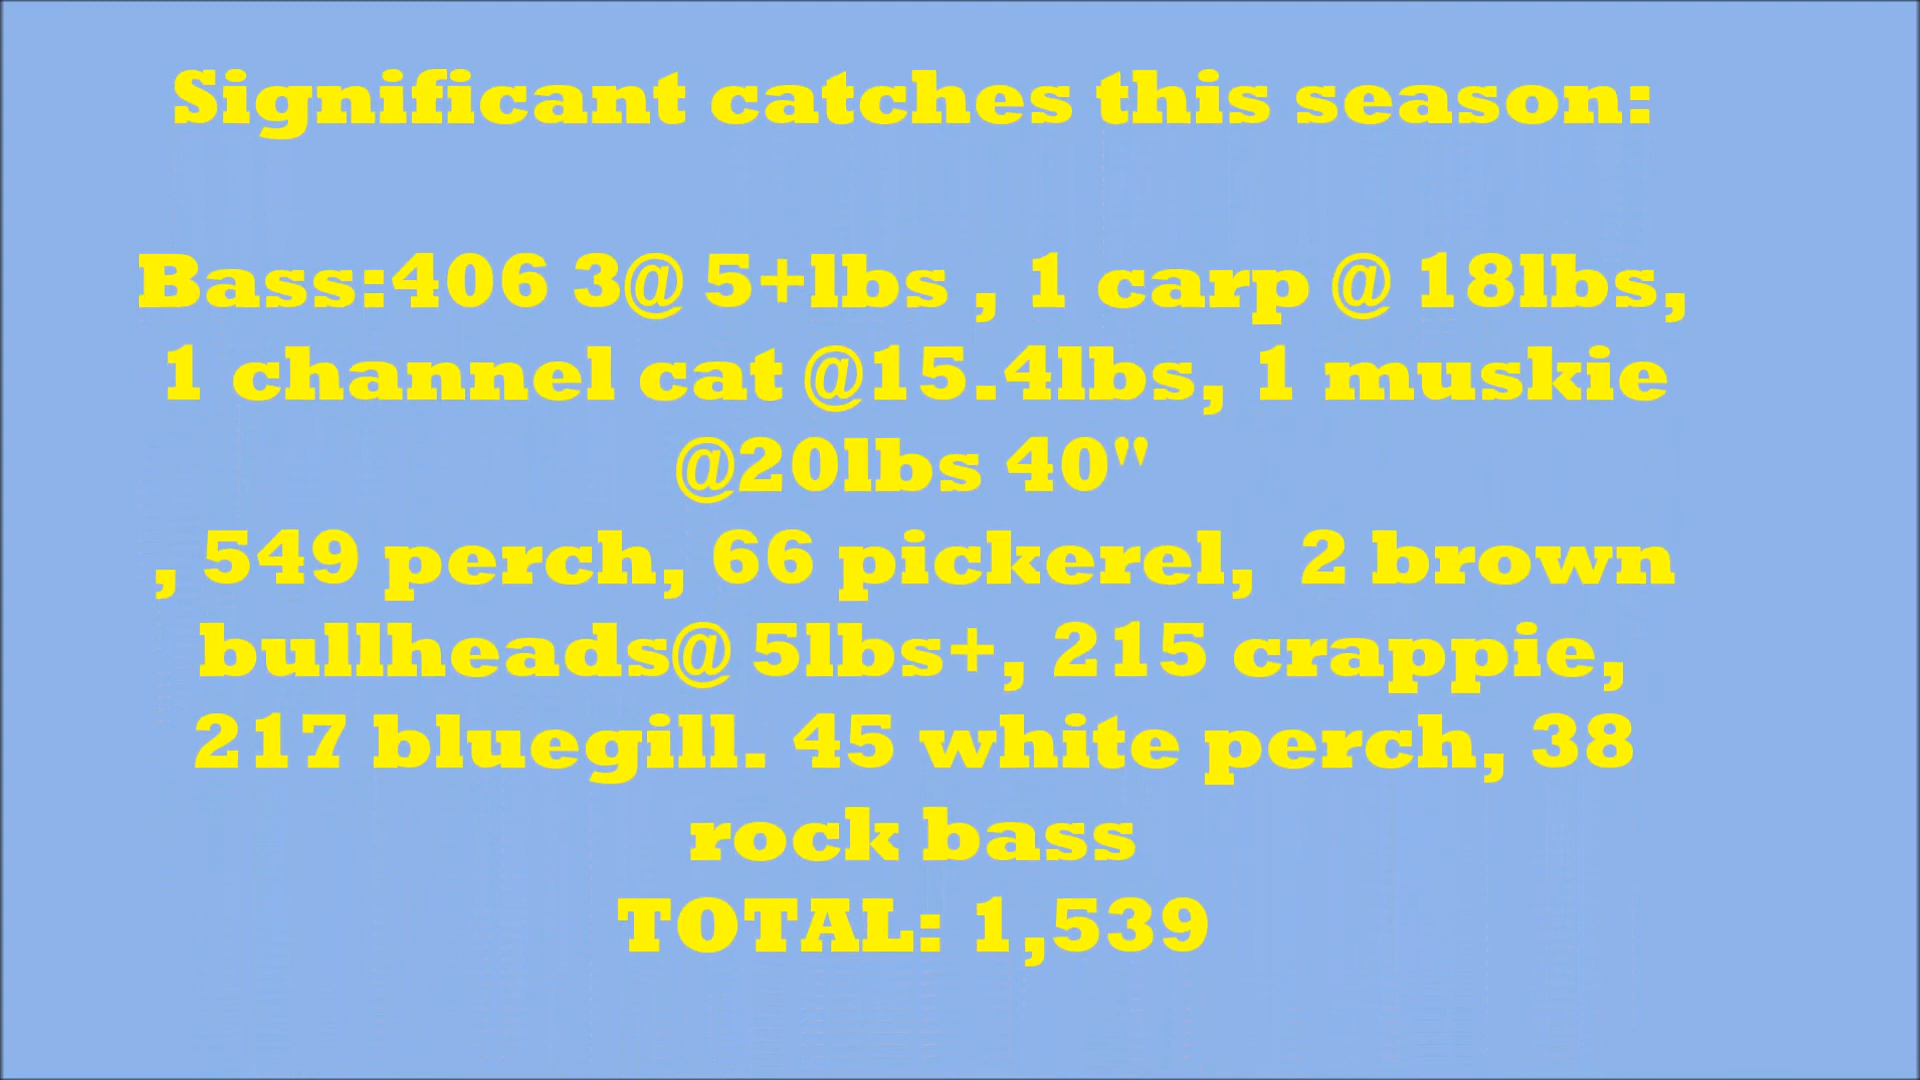 Significant catches this season:
Bass:406 3@ 5+lbs , 1 carp @ 18lbs,
1 channel cat @15.4lbs, 1 muskie
@20lbs 40"
, 549 perch, 66 pickerel, 2 brown
bullheads@ 5lbs+, 215 crappie,
217 bluegill. 45 white perch, 38
rock bass
TOTAL: 1,539